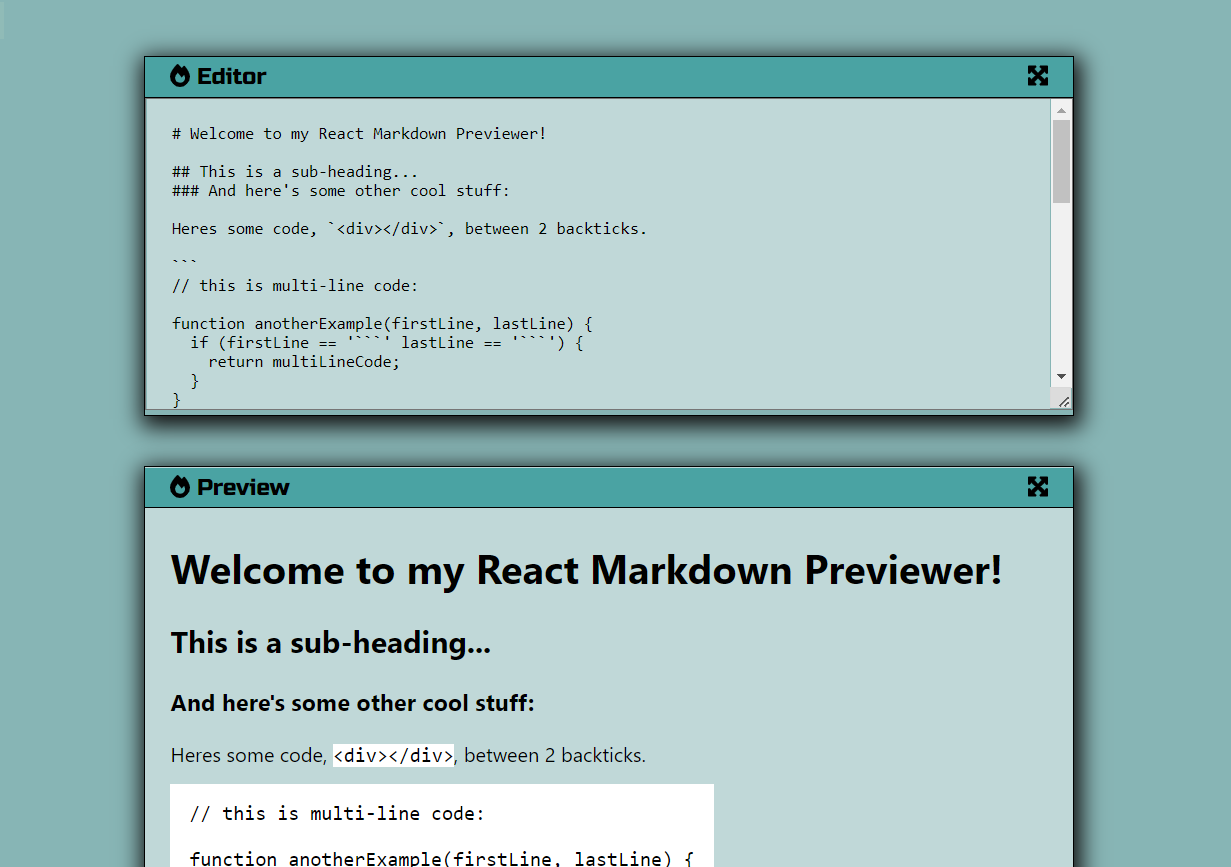 Editor
# Welcome to my React Markdown Previewer!
## This is a sub-heading...
### And here's some other cool stuff:
Heres some code, `<div></div>`, between 2 backticks.
```
// this is multi-line code:
function anotherExample(firstLine, lastLine) {
  if (firstLine == '```' lastLine == '```') {
    return multiLineCode;
  }
}
Preview
Welcome to my React Markdown Previewer!
This is a sub-heading...
And here's some other cool stuff:
Heres some code, <div></div>, between 2 backticks.
// this is multi-line code:
function anotherExample(firstLine, lastLine) {